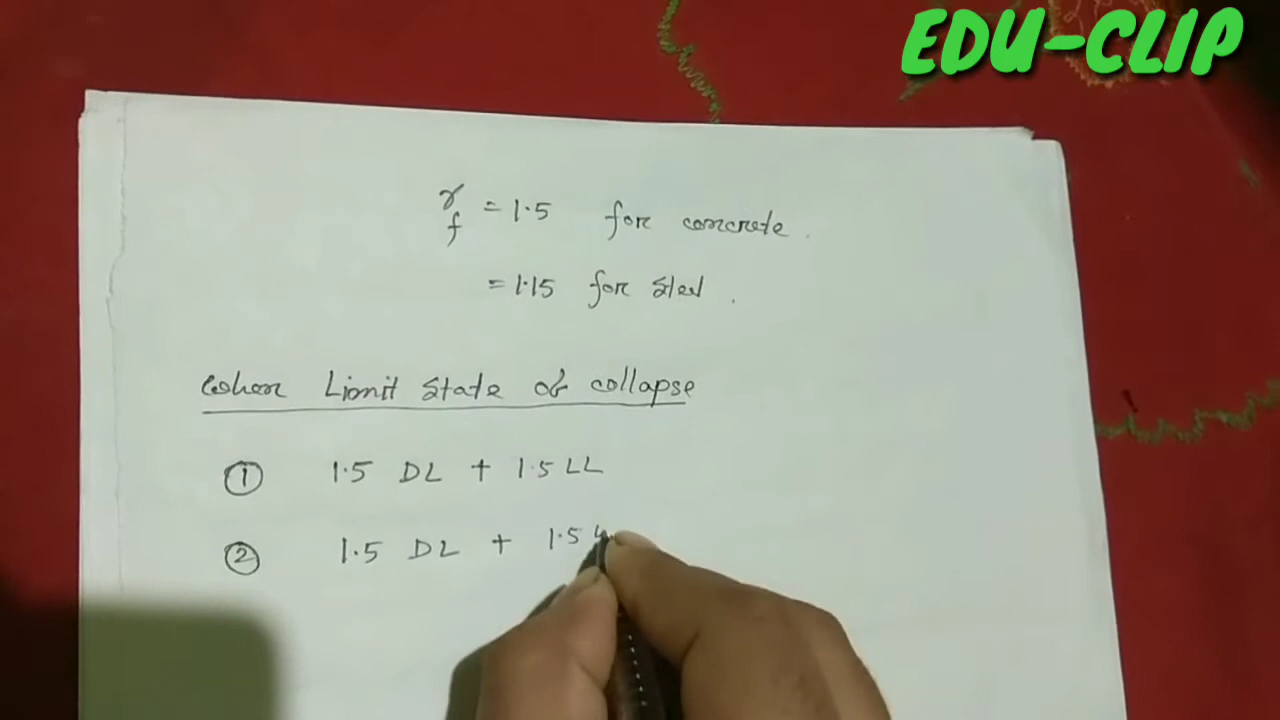 EDU-CLIP
γf = 1.5 for concrete.
= 1.15 for steel.
When Limit State of collapse
① 1.5 DL + 1.5 LL
② 1.5 DL + 1.5